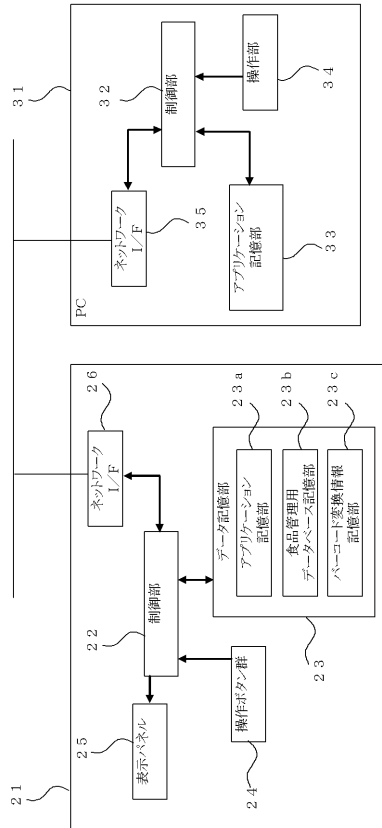 ２１
２６
ネットワーク
I／F
２２
制御部
２５
表示パネル
２４
操作ボタン群
２３
データ記憶部
アプリケーション
記憶部
２３a
食品管理用
データベース記憶部
２３b
バーコード変換情報
記憶部
２３c
３１
PC
ネットワーク
I／F
３５
３２
制御部
操作部
３４
アプリケーション
記憶部
３３